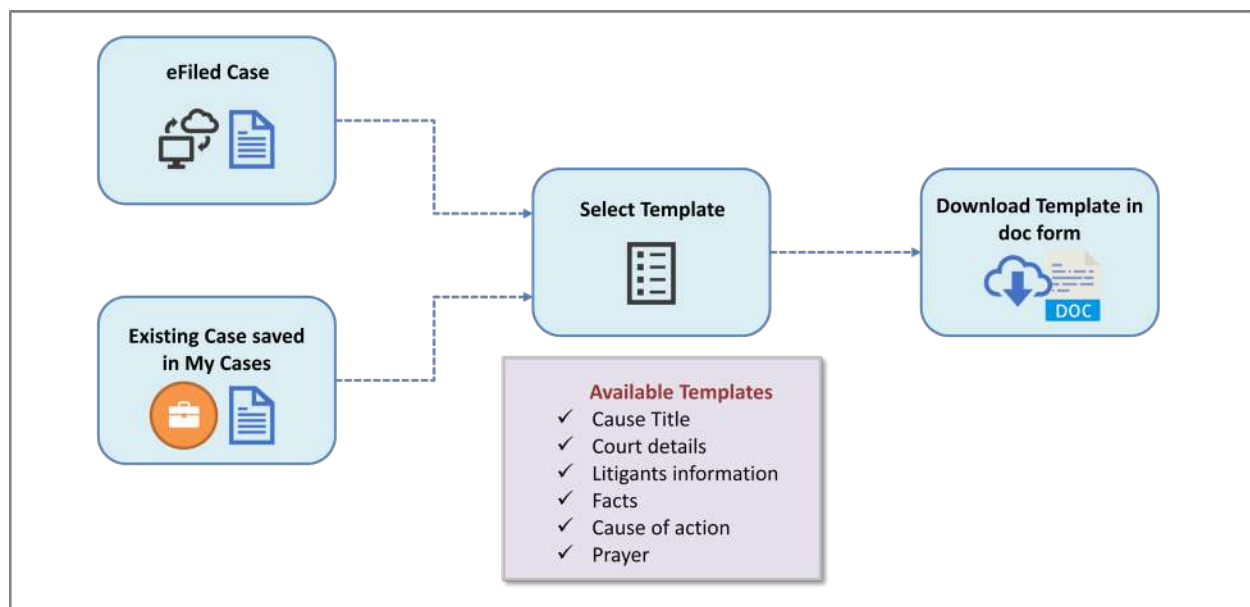 eFiled Case
Existing Case saved
in My Cases
Select Template
Download Template in
doc form
DOC
Available Templates
✓ Cause Title
✓ Court details
✓ Litigants information
✓ Facts
✓ Cause of action
✓ Prayer